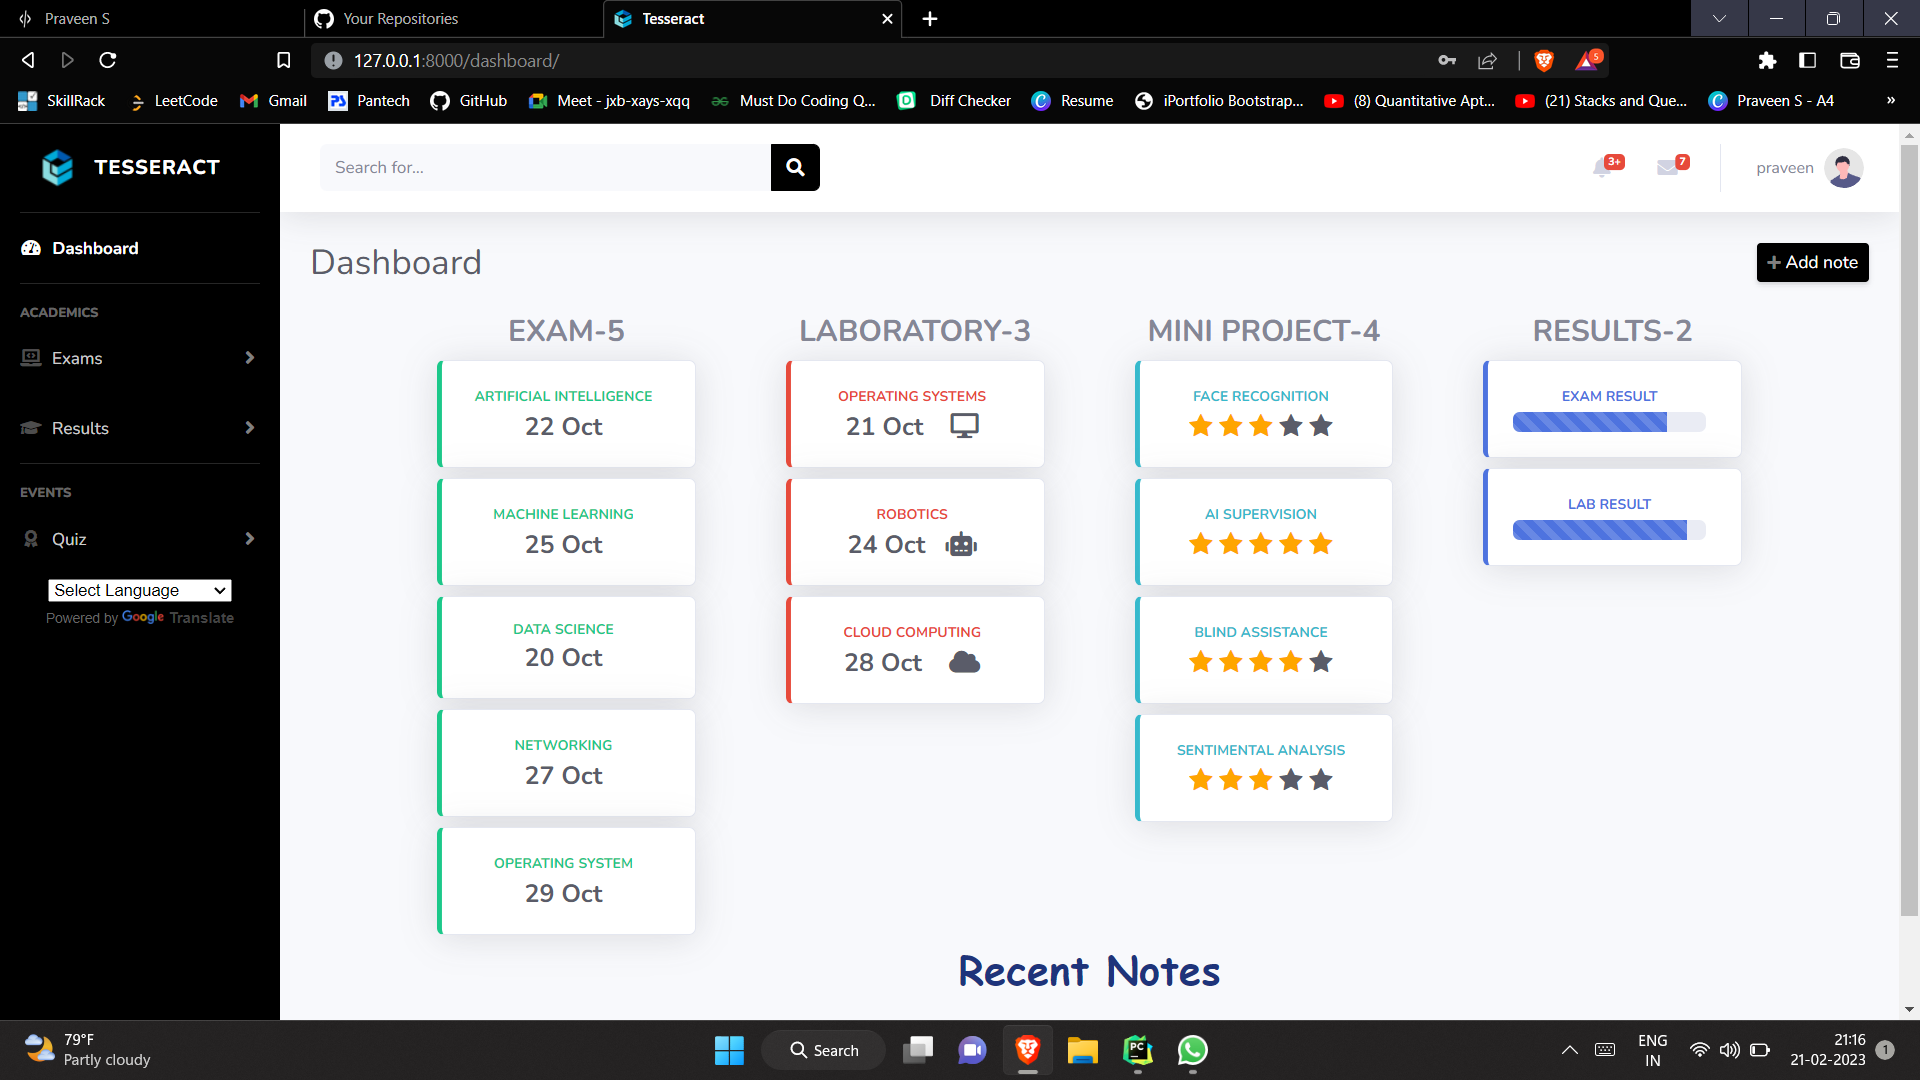 Praveen S
Your Repositories
Tesseract
127.0.0.1:8000/dashboard/
5
SkillRack
LeetCode
Gmail
Pantech
GitHub
Meet - jxb-xays-xqq
Must Do Coding Q...
Diff Checker
Resume
iPortfolio Bootstrap...
(8) Quantitative Apt...
(21) Stacks and Que...
Praveen S - A4
»
TESSERACT
Search for...
3+
7
praveen
Dashboard
ACADEMICS
Exams
Results
EVENTS
Quiz
Select Language
Powered by Google Translate
Dashboard
+ Add note
EXAM-5
ARTIFICIAL INTELLIGENCE
22 Oct
MACHINE LEARNING
25 Oct
DATA SCIENCE
20 Oct
NETWORKING
27 Oct
OPERATING SYSTEM
29 Oct
LABORATORY-3
OPERATING SYSTEMS
21 Oct
ROBOTICS
24 Oct
CLOUD COMPUTING
28 Oct
MINI PROJECT-4
FACE RECOGNITION
AI SUPERVISION
BLIND ASSISTANCE
SENTIMENTAL ANALYSIS
RESULTS-2
EXAM RESULT
LAB RESULT
Recent Notes
79°F
Partly cloudy
Search
PC
ENG
IN
21:16
21-02-2023
1